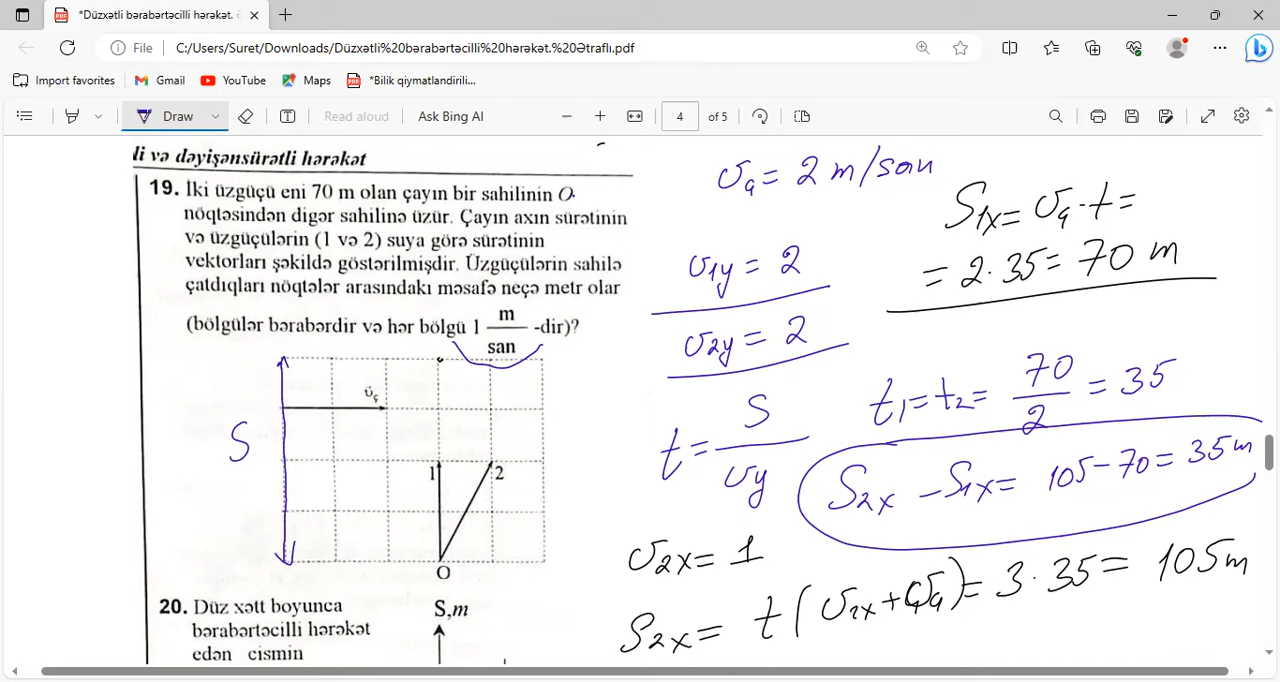 *Düzxətli bərabərtəcilli hərəkət. Ə
File C:/Users/Suret/Downloads/Düzxətli%20bərabərtəcilli%20hərəkət.%20Ətraflı.pdf
Import favorites Gmail YouTube Maps *Bilik qiymatlandirili...
Draw Read aloud Ask Bing AI 4 of 5
li və dəyişənsürətli hərəkət
19. İki üzgüçü eni 70 m olan çayın bir sahilinin O
nöqtəsindən digər sahilinə üzür. Çayın axın sürətinin
və üzgüçülərin (1 və 2) suya görə sürətinin
vektorları şəkildə göstərilmişdir. Üzgüçülərin sahilə
çatdıqları nöqtələr arasındakı məsafə neçə metr olar
(bölgülər bərabərdir və hər bölgü 1 m/san -dir)?
S
υ̅ç
1
2
O
20. Düz xətt boyunca
bərabərtəcilli hərəkət
edən cismin
S,m
υç = 2 m/san
υ1y = 2
υ2y = 2
t = S/υy
S1x = υç · t =
= 2·35 = 70 m
t1 = t2 = 70/2 = 35
S2x − S1x = 105 − 70 = 35m
υ2x = 1
S2x = t(υ2x + υç) = 3·35 = 105m